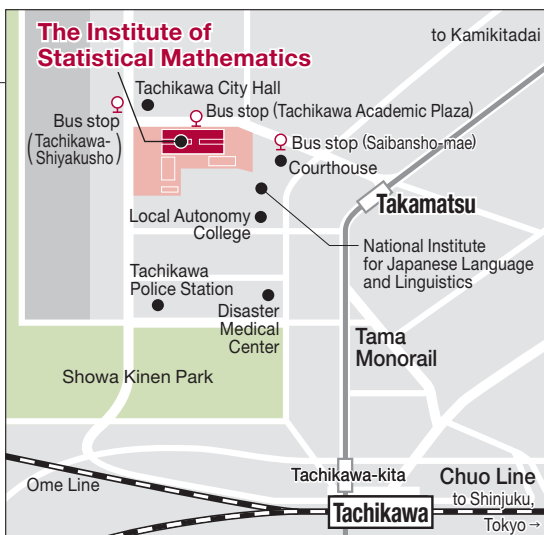 The Institute of
Statistical Mathematics
to Kamikitadai
Tachikawa City Hall
Bus stop (Tachikawa Academic Plaza)
Bus stop
(Tachikawa-
Shiyakusho)
Bus stop (Saibansho-mae)
Courthouse
Takamatsu
Local Autonomy
College
National Institute
for Japanese Language
and Linguistics
Tachikawa
Police Station
Disaster
Medical
Center
Tama
Monorail
Showa Kinen Park
Tachikawa-kita
Chuo Line
to Shinjuku,
Tokyo→
Ome Line
Tachikawa